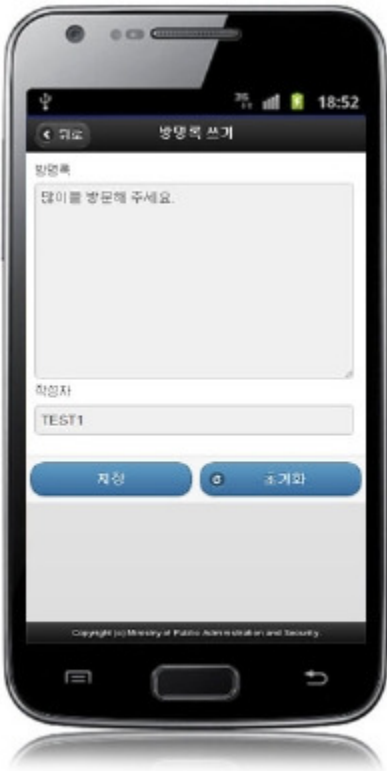 3G
18:52
뒤로
방명록 쓰기
방명록
많이들 방문해 주세요.
작성자
TEST1
저장
초기화
Copyright (c) Ministry of Public Administration and Security.